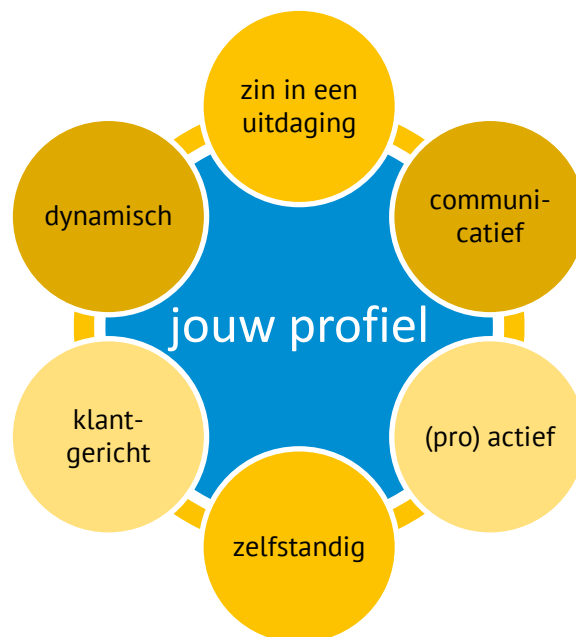 zin in een
uitdaging
dynamisch
communi-
catief
jouw profiel
klant-
gericht
(pro) actief
zelfstandig